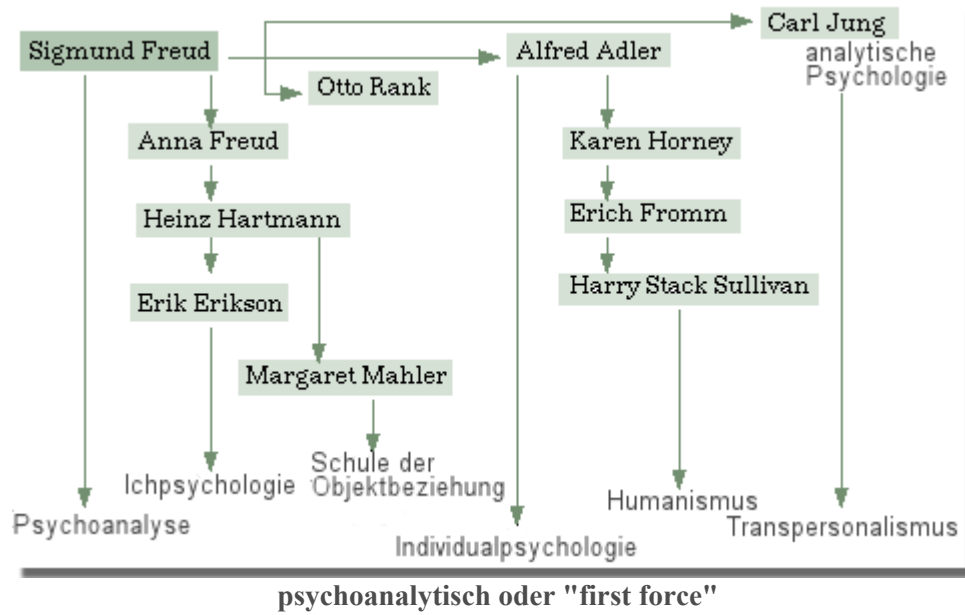 Carl Jung
Sigmund Freud
Alfred Adler
analytische
Psychologie
Otto Rank
Anna Freud
Karen Horney
Heinz Hartmann
Erich Fromm
Erik Erikson
Harry Stack Sullivan
Margaret Mahler
Schule der
Objektbeziehung
Ichpsychologie
Humanismus
Psychoanalyse
Transpersonalismus
Individualpsychologie
psychoanalytisch oder "first force"